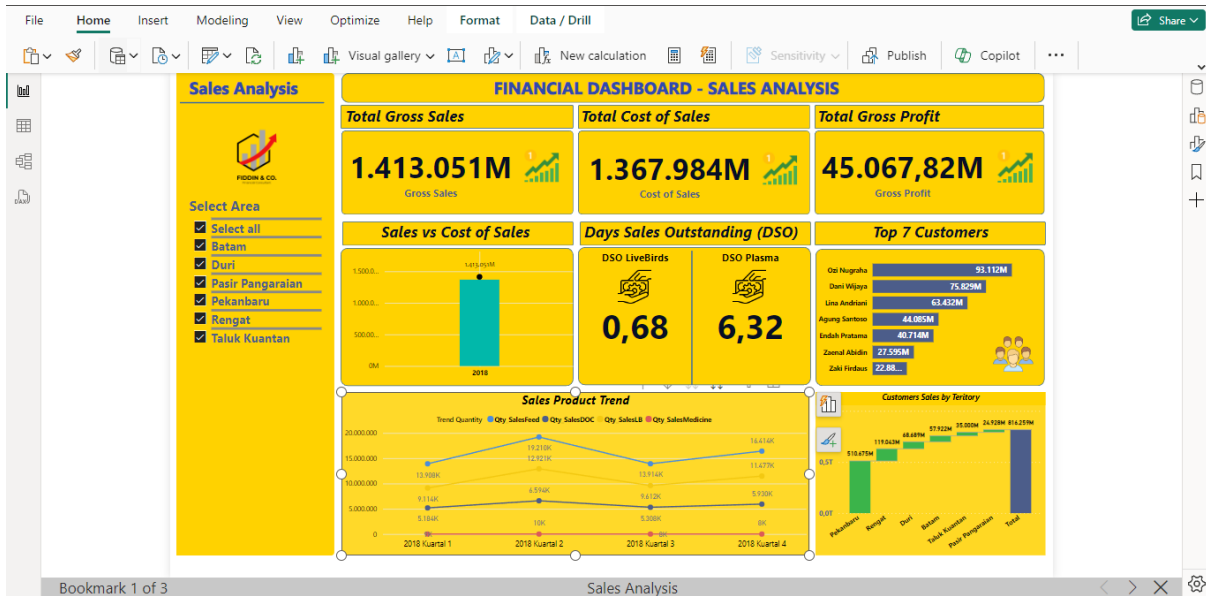 File Home Insert Modeling View Optimize Help Format Data / Drill Share
Visual gallery New calculation Sensitivity Publish Copilot
Sales Analysis
FIDDIN & CO.
Select Area
Select all
Batam
Duri
Pasir Pangaraian
Pekanbaru
Rengat
Taluk Kuantan
FINANCIAL DASHBOARD - SALES ANALYSIS
Total Gross Sales
1.413.051M
Gross Sales
Total Cost of Sales
1.367.984M
Cost of Sales
Total Gross Profit
45.067,82M
Gross Profit
Sales vs Cost of Sales
1.413.051M
1.500.0...
1.000.0...
500.00...
0M
2018
Days Sales Outstanding (DSO)
DSO LiveBirds
0,68
DSO Plasma
6,32
Top 7 Customers
Ozi Nugraha 93.112M
Dani Wijaya 75.829M
Lina Andriani 63.432M
Agung Santoso 44.085M
Endah Pratama 40.714M
Zaenal Abidin 27.595M
Zaki Firdaus 22.88...
Sales Product Trend
Trend Quantity Qty SalesFeed Qty SalesDOC Qty SalesLB Qty SalesMedicine
20.000.000
15.000.000
10.000.000
5.000.000
0
13.908K 19.210K 13.914K 16.414K
9.114K 12.921K 9.612K 11.477K
5.184K 6.594K 5.308K 5.930K
10K 8K 8K
2018 Kuartal 1 2018 Kuartal 2 2018 Kuartal 3 2018 Kuartal 4
Customers Sales by Teritory
510.675M 119.043M 68.689M 57.922M 35.000M 24.928M 816.259M
0,5T
0,0T
Pekanbaru Rengat Duri Batam Taluk Kuantan Pasir Pangaraian Total
Bookmark 1 of 3
Sales Analysis